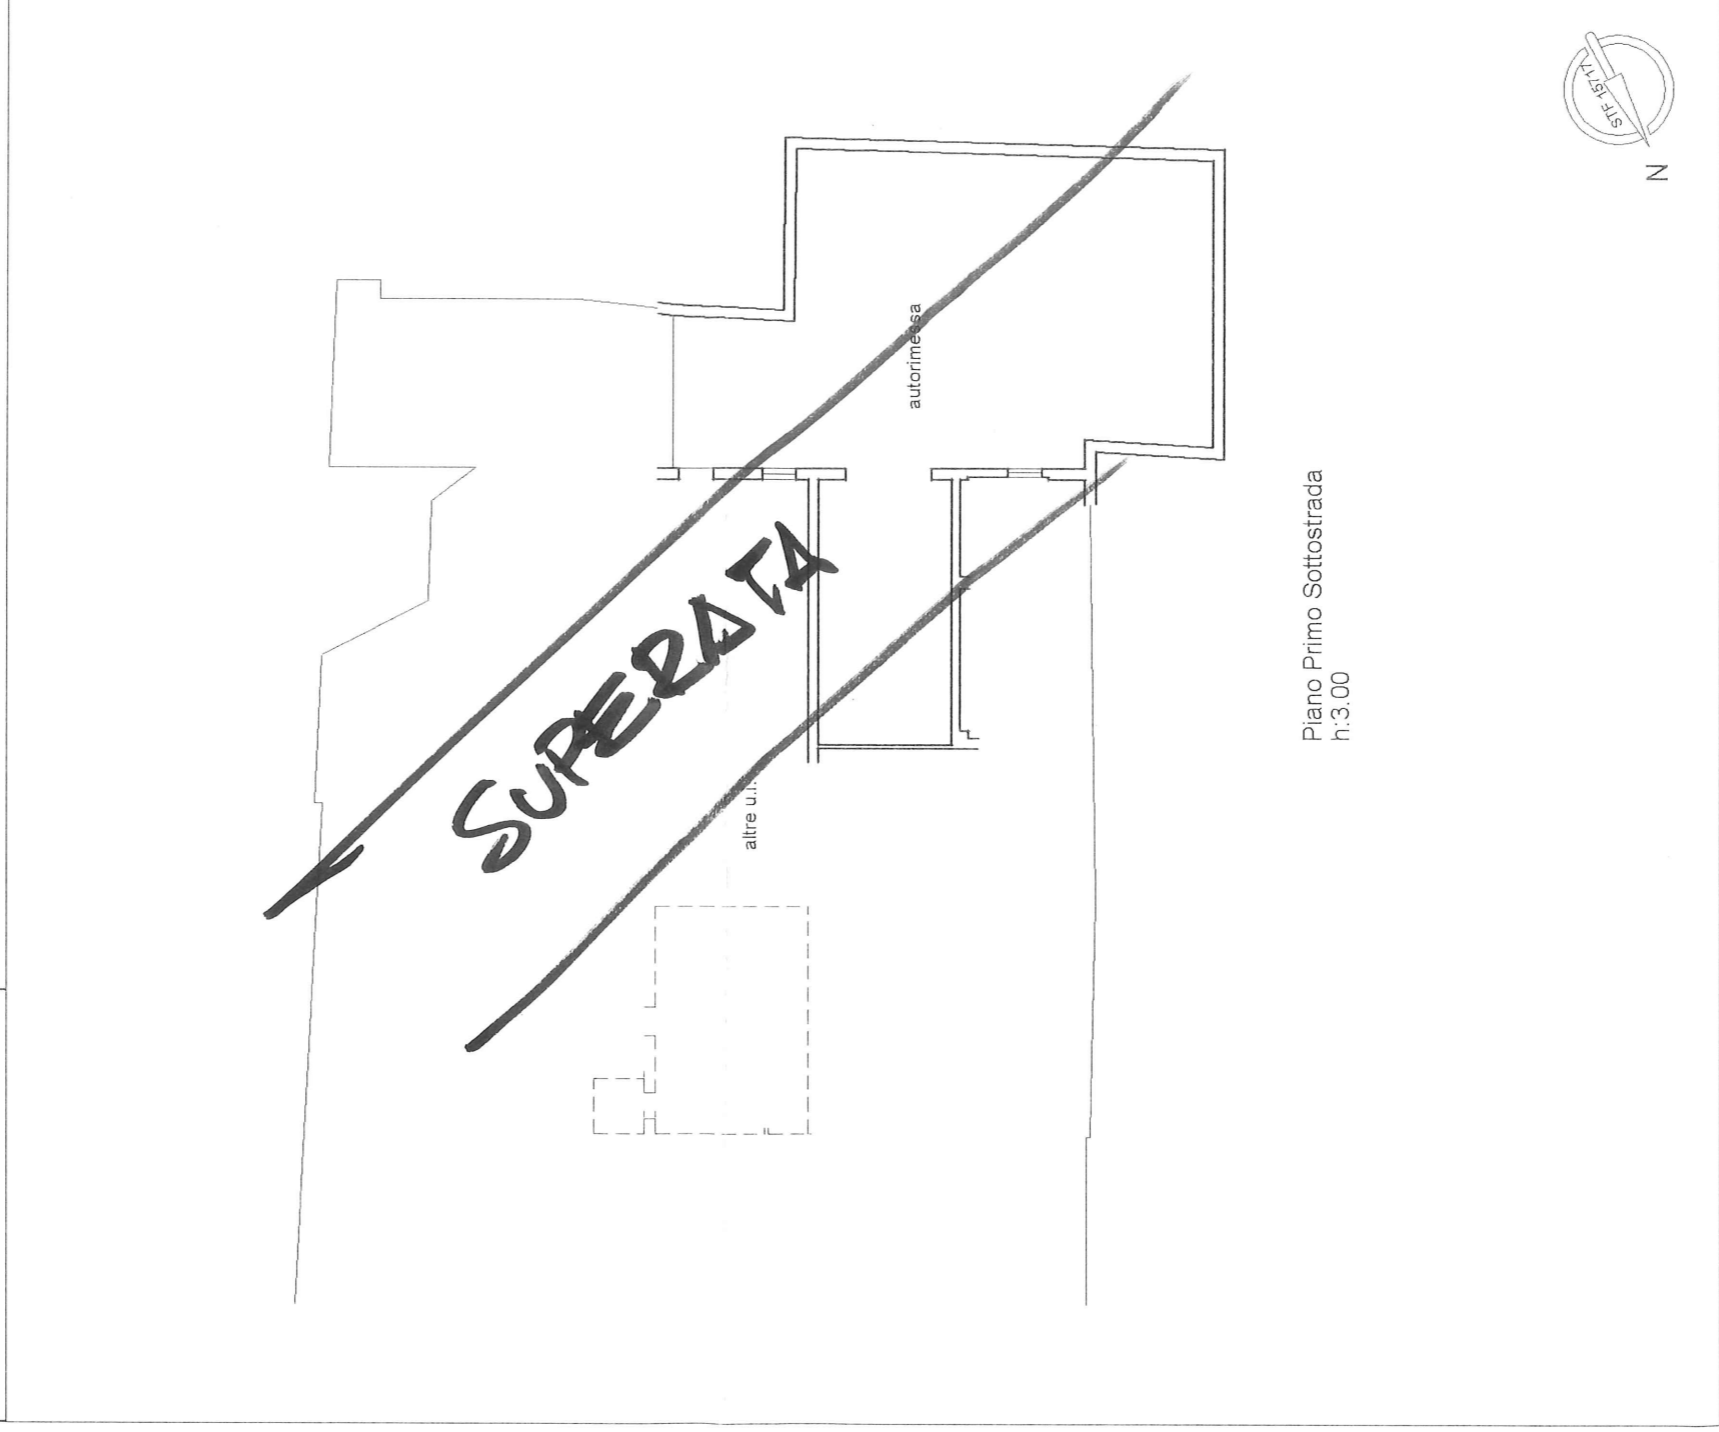 STF 15717
N
autorimessa
SUPERATA
altre u.i.
Piano Primo Sottostrada
h:3.00